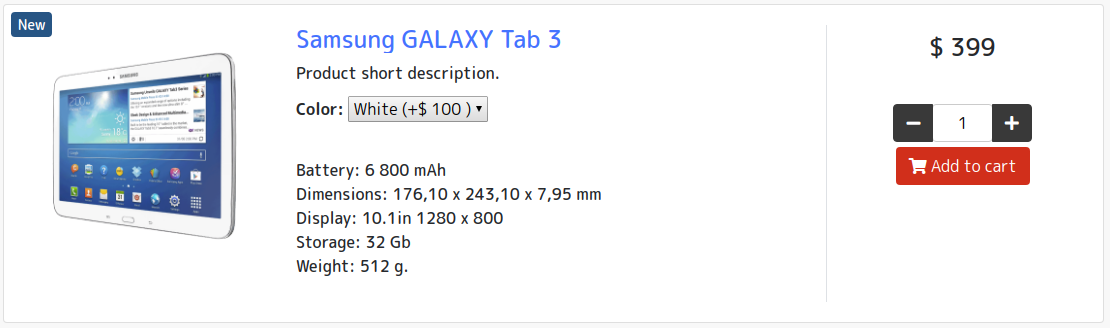 New
Samsung GALAXY Tab 3
Product short description.
Color: White (+$ 100 )
Battery: 6 800 mAh
Dimensions: 176,10 x 243,10 x 7,95 mm
Display: 10.1in 1280 x 800
Storage: 32 Gb
Weight: 512 g.
$ 399
− 1 +
Add to cart
SAMSUNG